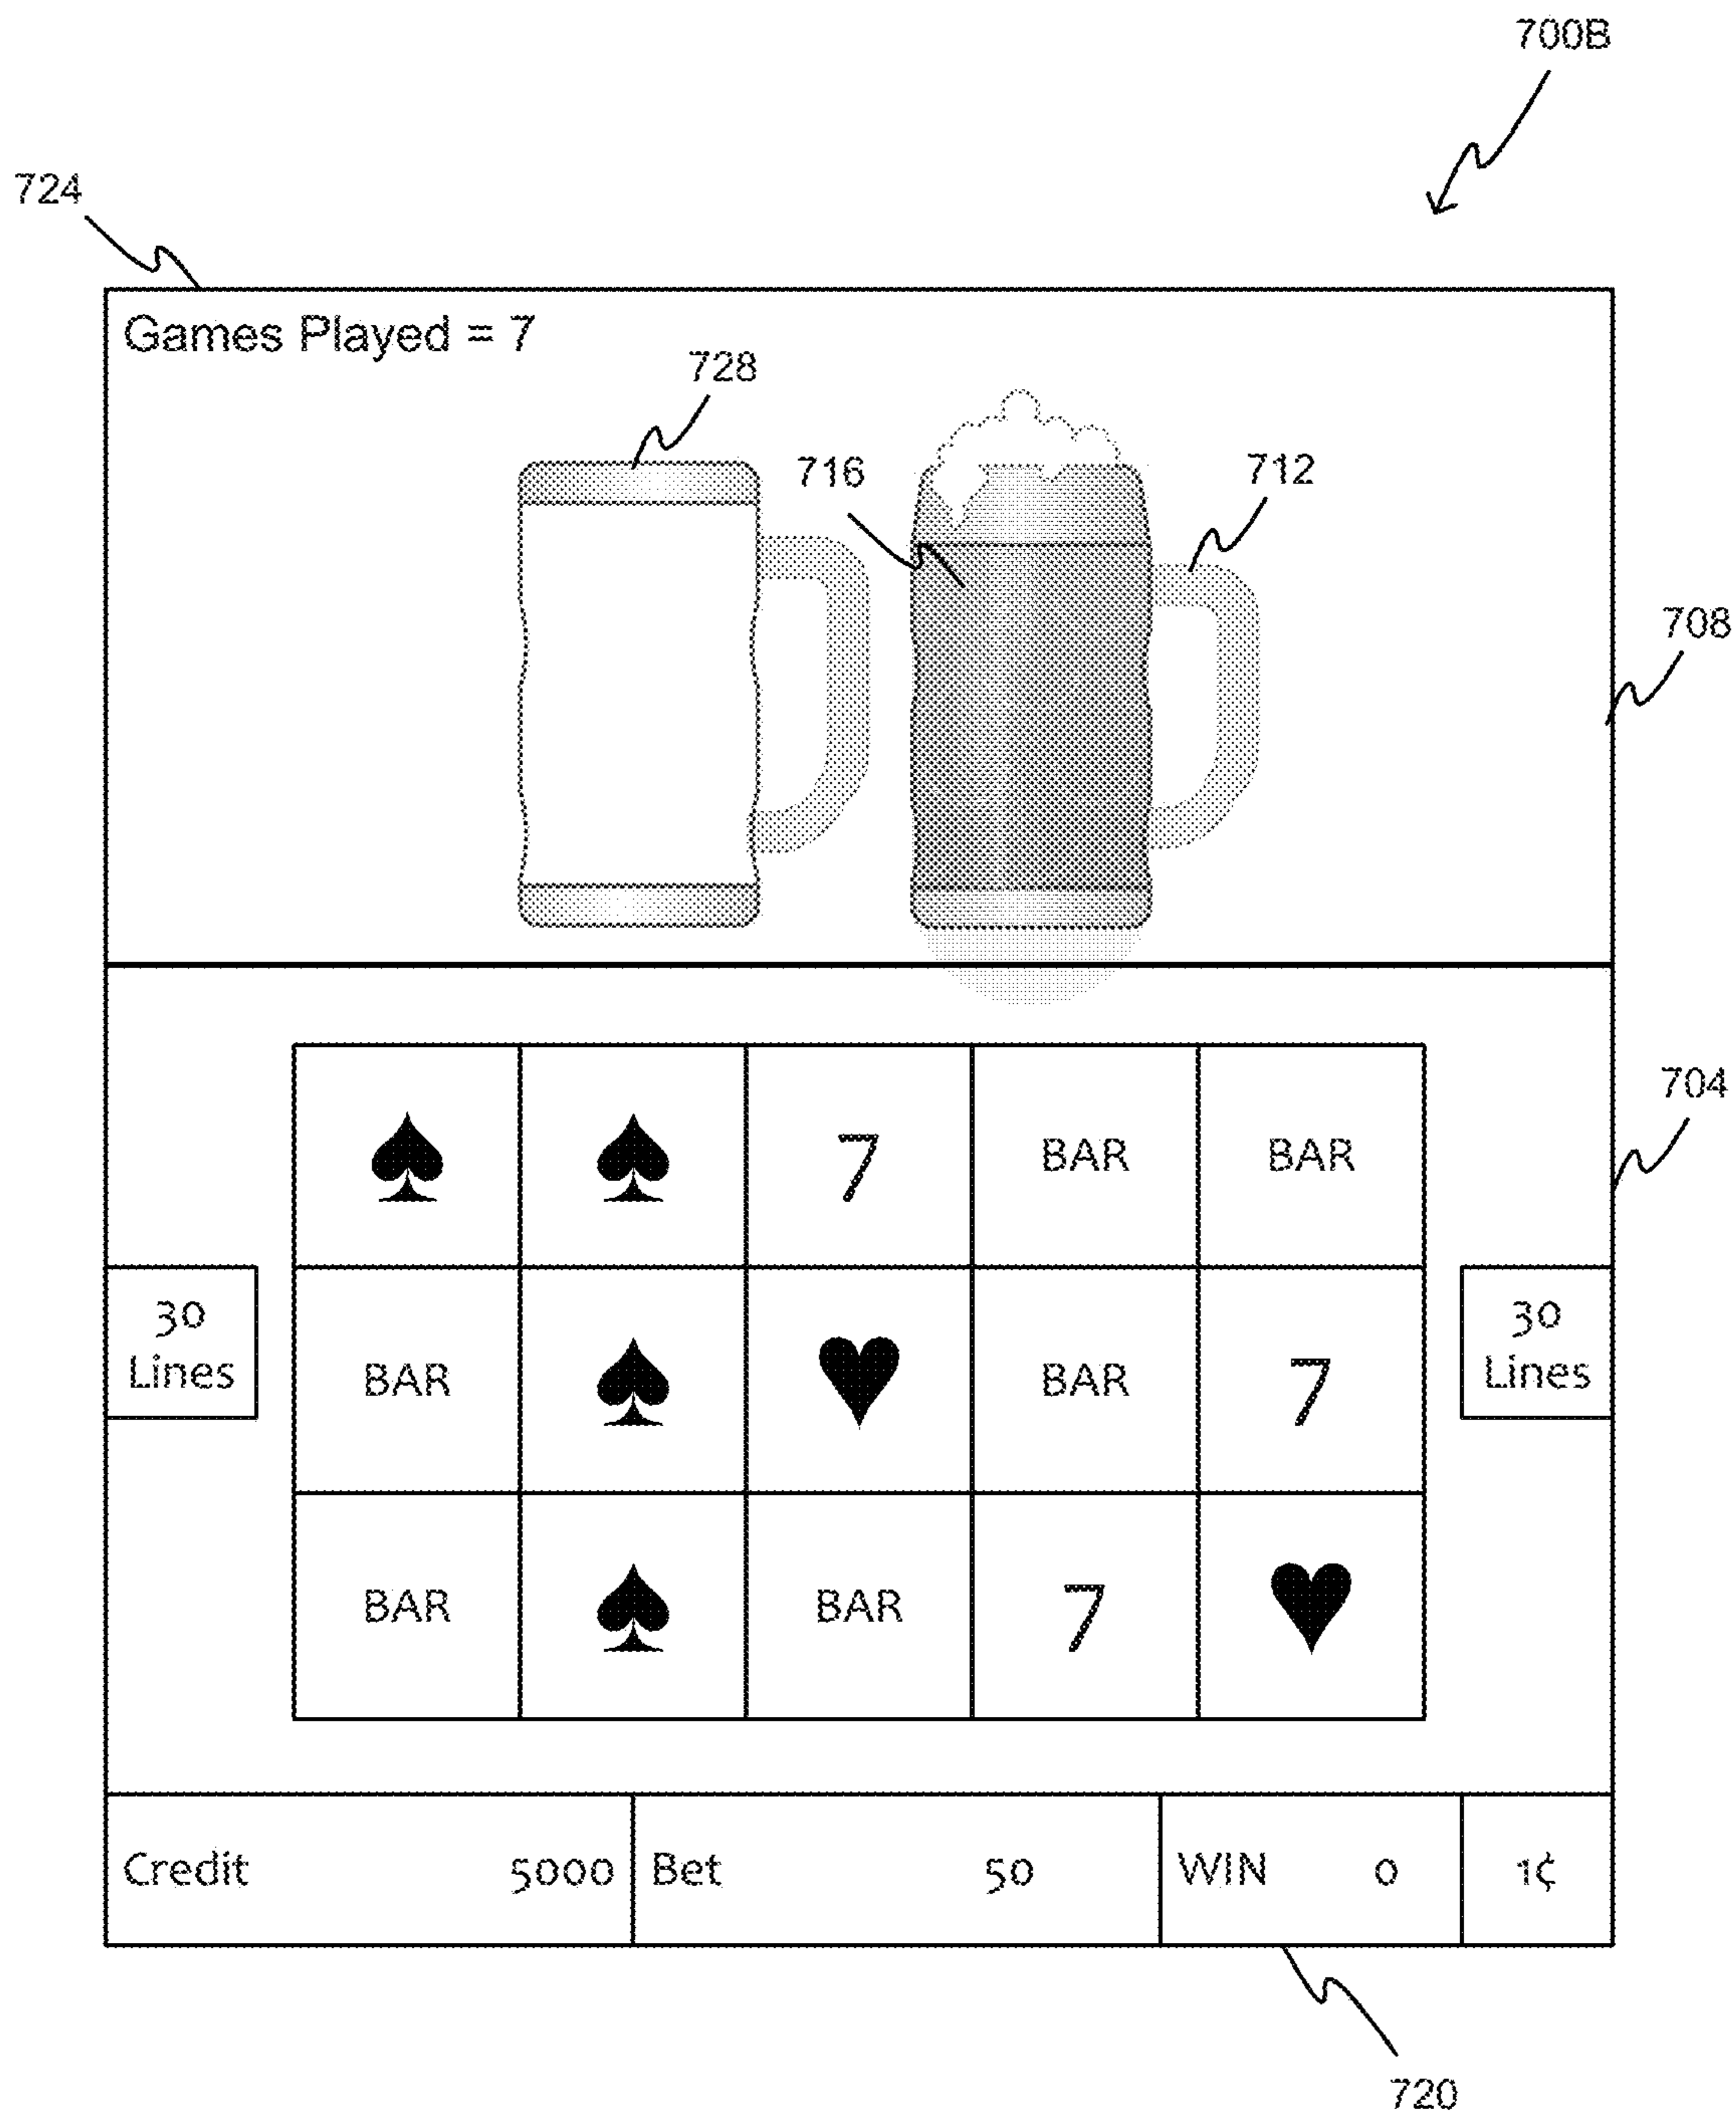 700B
724
Games Played = 7
728
716
712
708
704
7 BAR BAR
30
Lines
BAR BAR 7
30
Lines
BAR BAR 7
Credit 5000 Bet 50 WIN 0 1¢
720